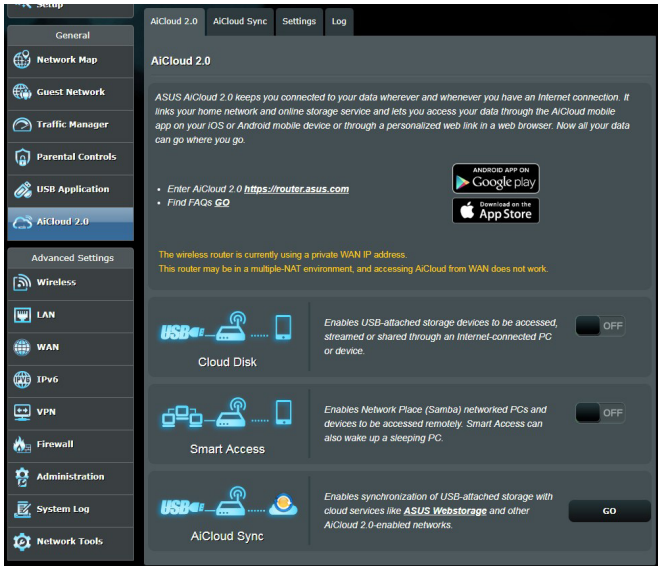 Setup
General
Network Map
Guest Network
Traffic Manager
Parental Controls
USB Application
AiCloud 2.0
Advanced Settings
Wireless
LAN
WAN
IPv6
VPN
Firewall
Administration
System Log
Network Tools
AiCloud 2.0 AiCloud Sync Settings Log
AiCloud 2.0
ASUS AiCloud 2.0 keeps you connected to your data wherever and whenever you have an Internet connection. It
links your home network and online storage service and lets you access your data through the AiCloud mobile
app on your iOS or Android mobile device or through a personalized web link in a web browser. Now all your data
can go where you go.
• Enter AiCloud 2.0 https://router.asus.com
• Find FAQs GO
ANDROID APP ON
Google play
Download on the
App Store
The wireless router is currently using a private WAN IP address.
This router may be in a multiple-NAT environment, and accessing AiCloud from WAN does not work.
USB
Cloud Disk
Enables USB-attached storage devices to be accessed,
streamed or shared through an Internet-connected PC
or device.
OFF
Smart Access
Enables Network Place (Samba) networked PCs and
devices to be accessed remotely. Smart Access can
also wake up a sleeping PC.
OFF
USB
AiCloud Sync
Enables synchronization of USB-attached storage with
cloud services like ASUS Webstorage and other
AiCloud 2.0-enabled networks.
GO